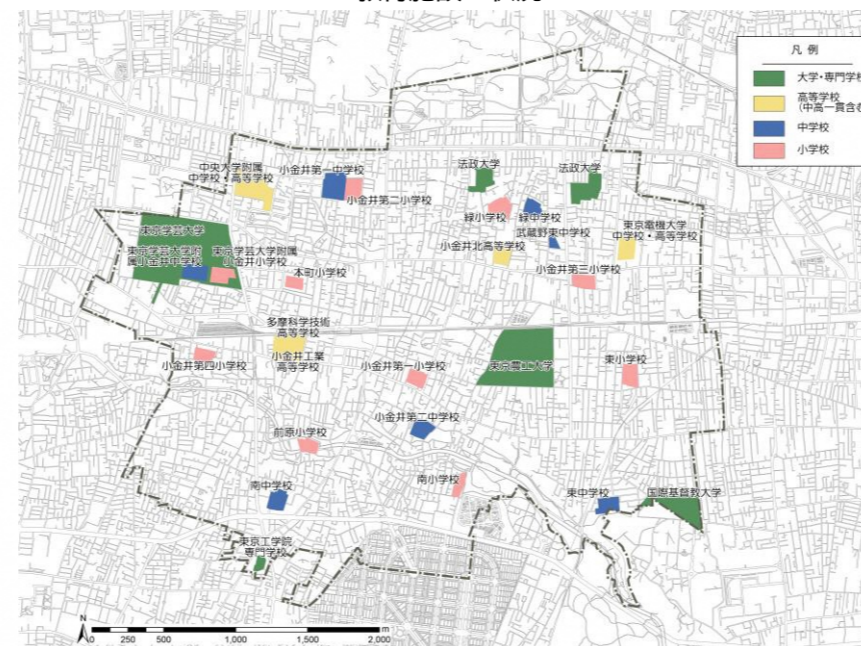 凡 例
大学・専門学校
高等学校
(中高一貫含む
中学校
小学校
中央大学附属
中学校・高等学校
小金井第一中学校
小金井第二小学校
法政大学
法政大学
緑小学校
緑中学校
武蔵野東中学校
小金井北高等学校
東京電機大学
中学校・高等学校
小金井第三小学校
東京学芸大学
東京学芸大学附
属小金井中学校
東京学芸大学附属
小金井小学校
本町小学校
多摩科学技術
高等学校
小金井工業
高等学校
小金井第四小学校
小金井第一小学校
東京農工大学
東小学校
小金井第二中学校
前原小学校
南中学校
南小学校
東中学校
国際基督教大学
東京工学院
専門学校
N
0 250 500 1,000 1,500 2,000
m